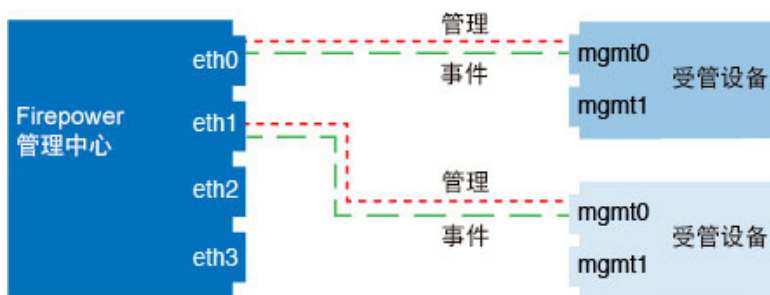 Firepower
管理中心
eth0
eth1
eth2
eth3
管理
事件
mgmt0
mgmt1
受管设备
管理
事件
mgmt0
mgmt1
受管设备